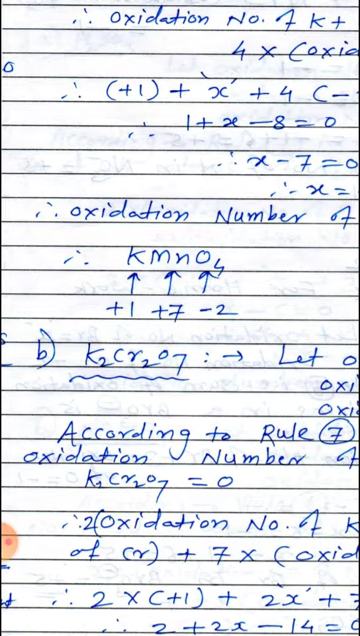 ∴ Oxidation No. of K +
4 × (Oxid
∴ (+1) + 'x' + 4 (-
∴ 1+x-8=0
∴ x-7=0
∴ x=
∴ Oxidation Number of
∴ KMnO₄
↑ ↑ ↑
+1 +7 -2
b) K₂Cr₂O₇ :→ Let o
oxi
oxi
According to Rule 7
oxidation Number of
K₂Cr₂O₇ = 0
∴ 2(Oxidation No. of K
of Cr) + 7 × (Oxid
∴ 2 × (+1) + 2x +
∴ 2+2x-14=0